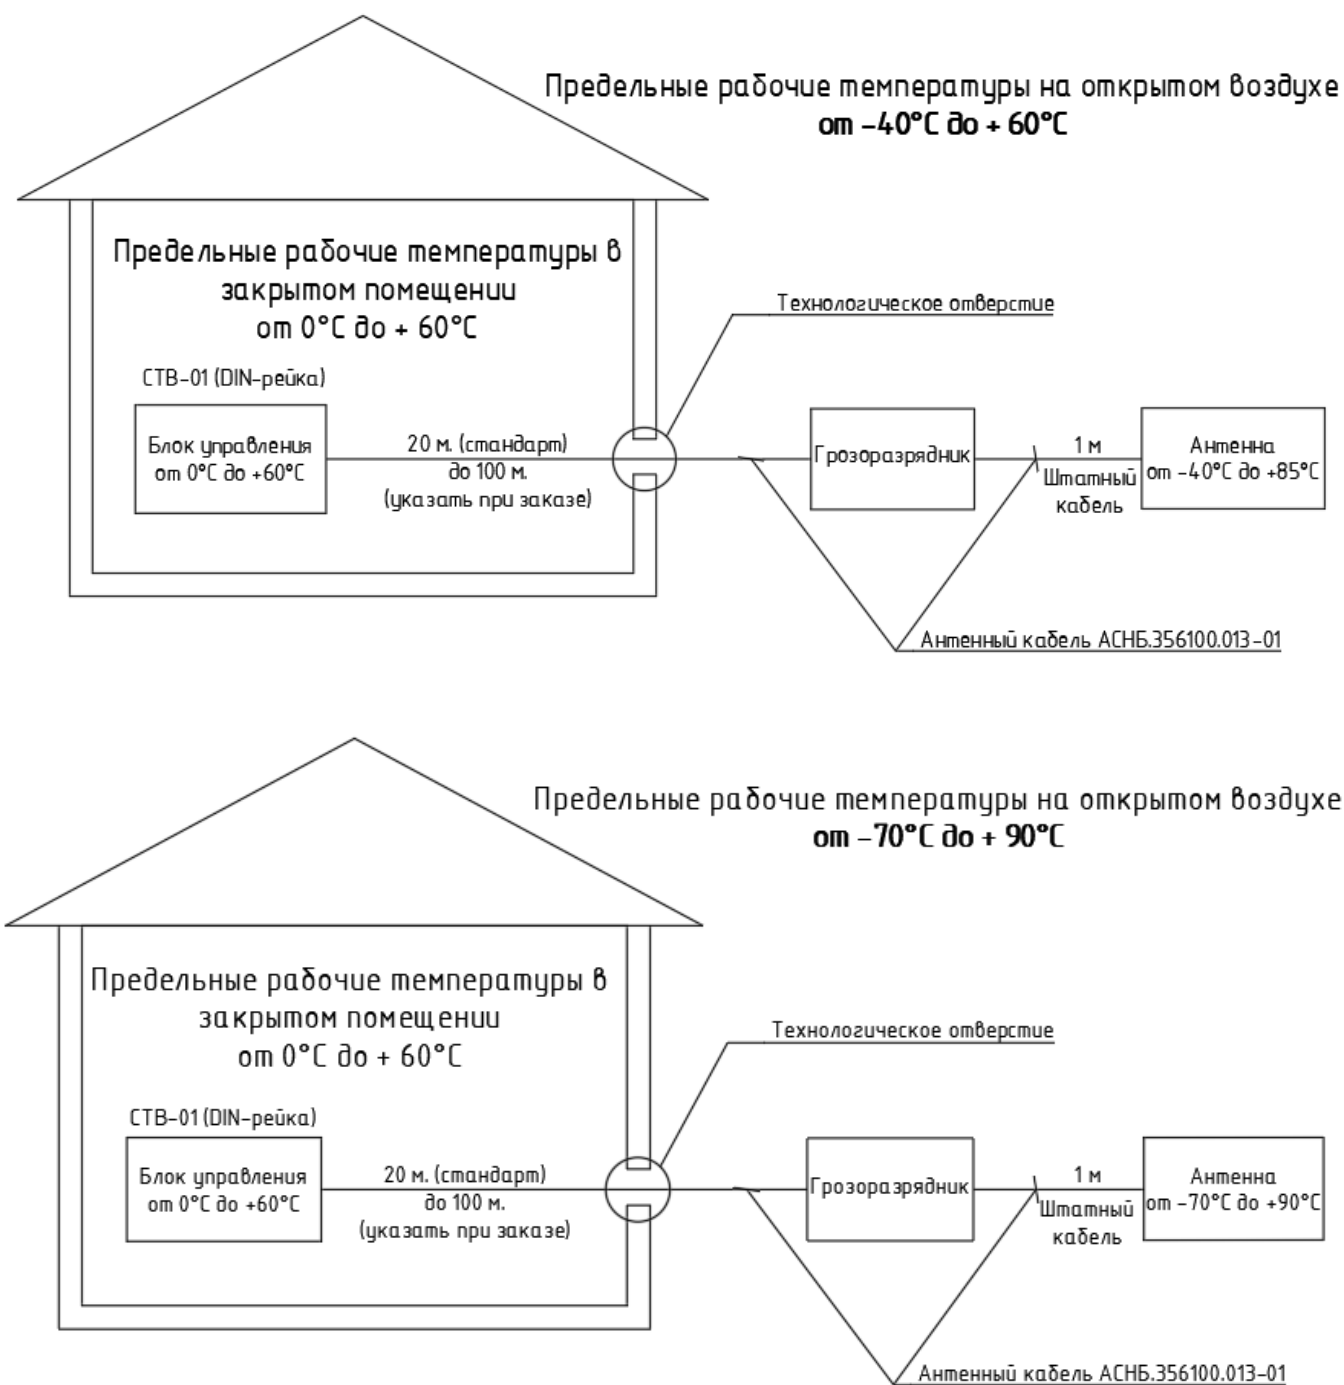 Предельные рабочие температуры на открытом воздухе
от -40°C до + 60°C
Предельные рабочие температуры в
закрытом помещении
от 0°C до + 60°C
Технологическое отверстие
СТВ-01 (DIN-рейка)
Блок управления
от 0°C до +60°C
20 м. (стандарт)
до 100 м.
(указать при заказе)
Грозоразрядник
1 м
Штатный
кабель
Антенна
от -40°C до +85°C
Антенный кабель АСНБ.356100.013-01
Предельные рабочие температуры на открытом воздухе
от -70°C до + 90°C
Предельные рабочие температуры в
закрытом помещении
от 0°C до + 60°C
Технологическое отверстие
СТВ-01 (DIN-рейка)
Блок управления
от 0°C до +60°C
20 м. (стандарт)
до 100 м.
(указать при заказе)
Грозоразрядник
1 м
Штатный
кабель
Антенна
от -70°C до +90°C
Антенный кабель АСНБ.356100.013-01